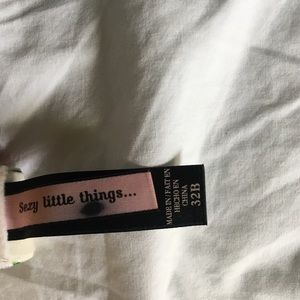 Sexy little things...
MADE IN / FAIT EN
HECHO EN
CHINA
32B